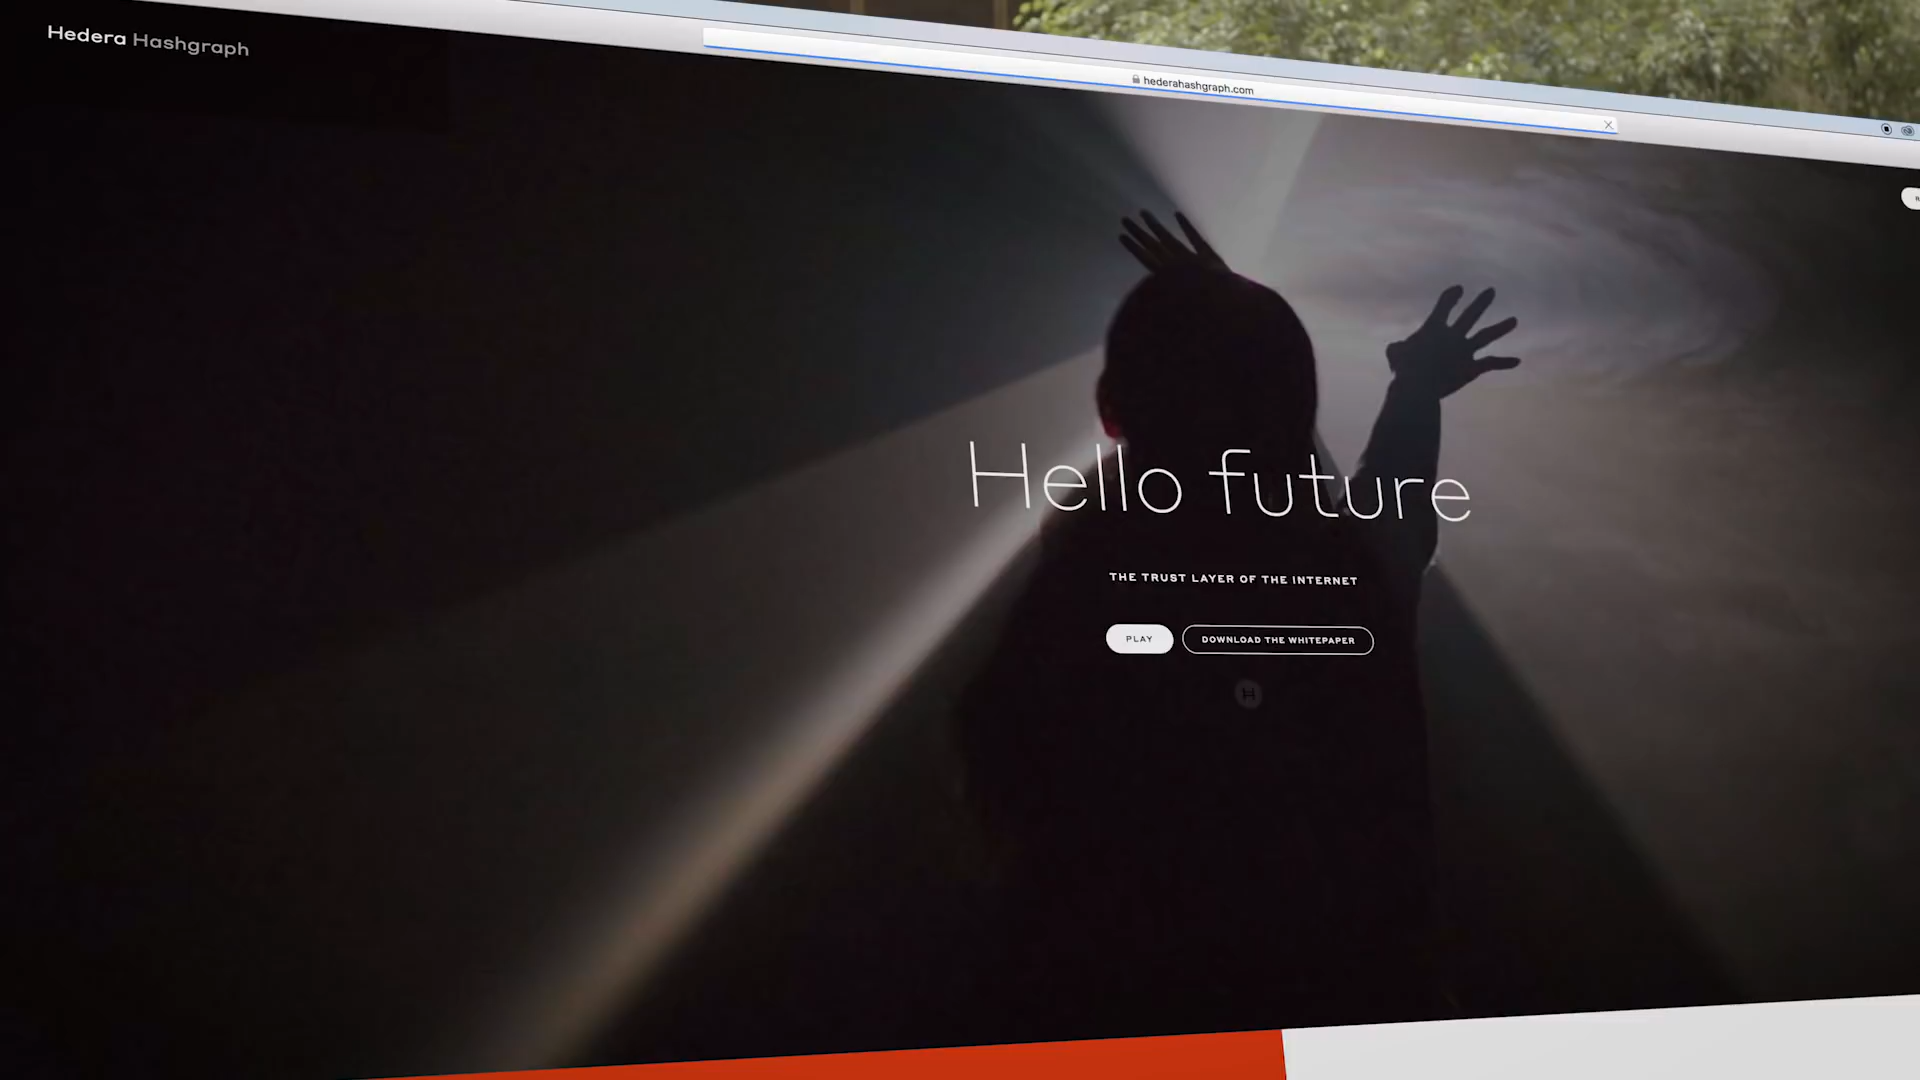 Hedera Hashgraph
hederahashgraph.com
Hello future
THE TRUST LAYER OF THE INTERNET
PLAY
DOWNLOAD THE WHITEPAPER
H